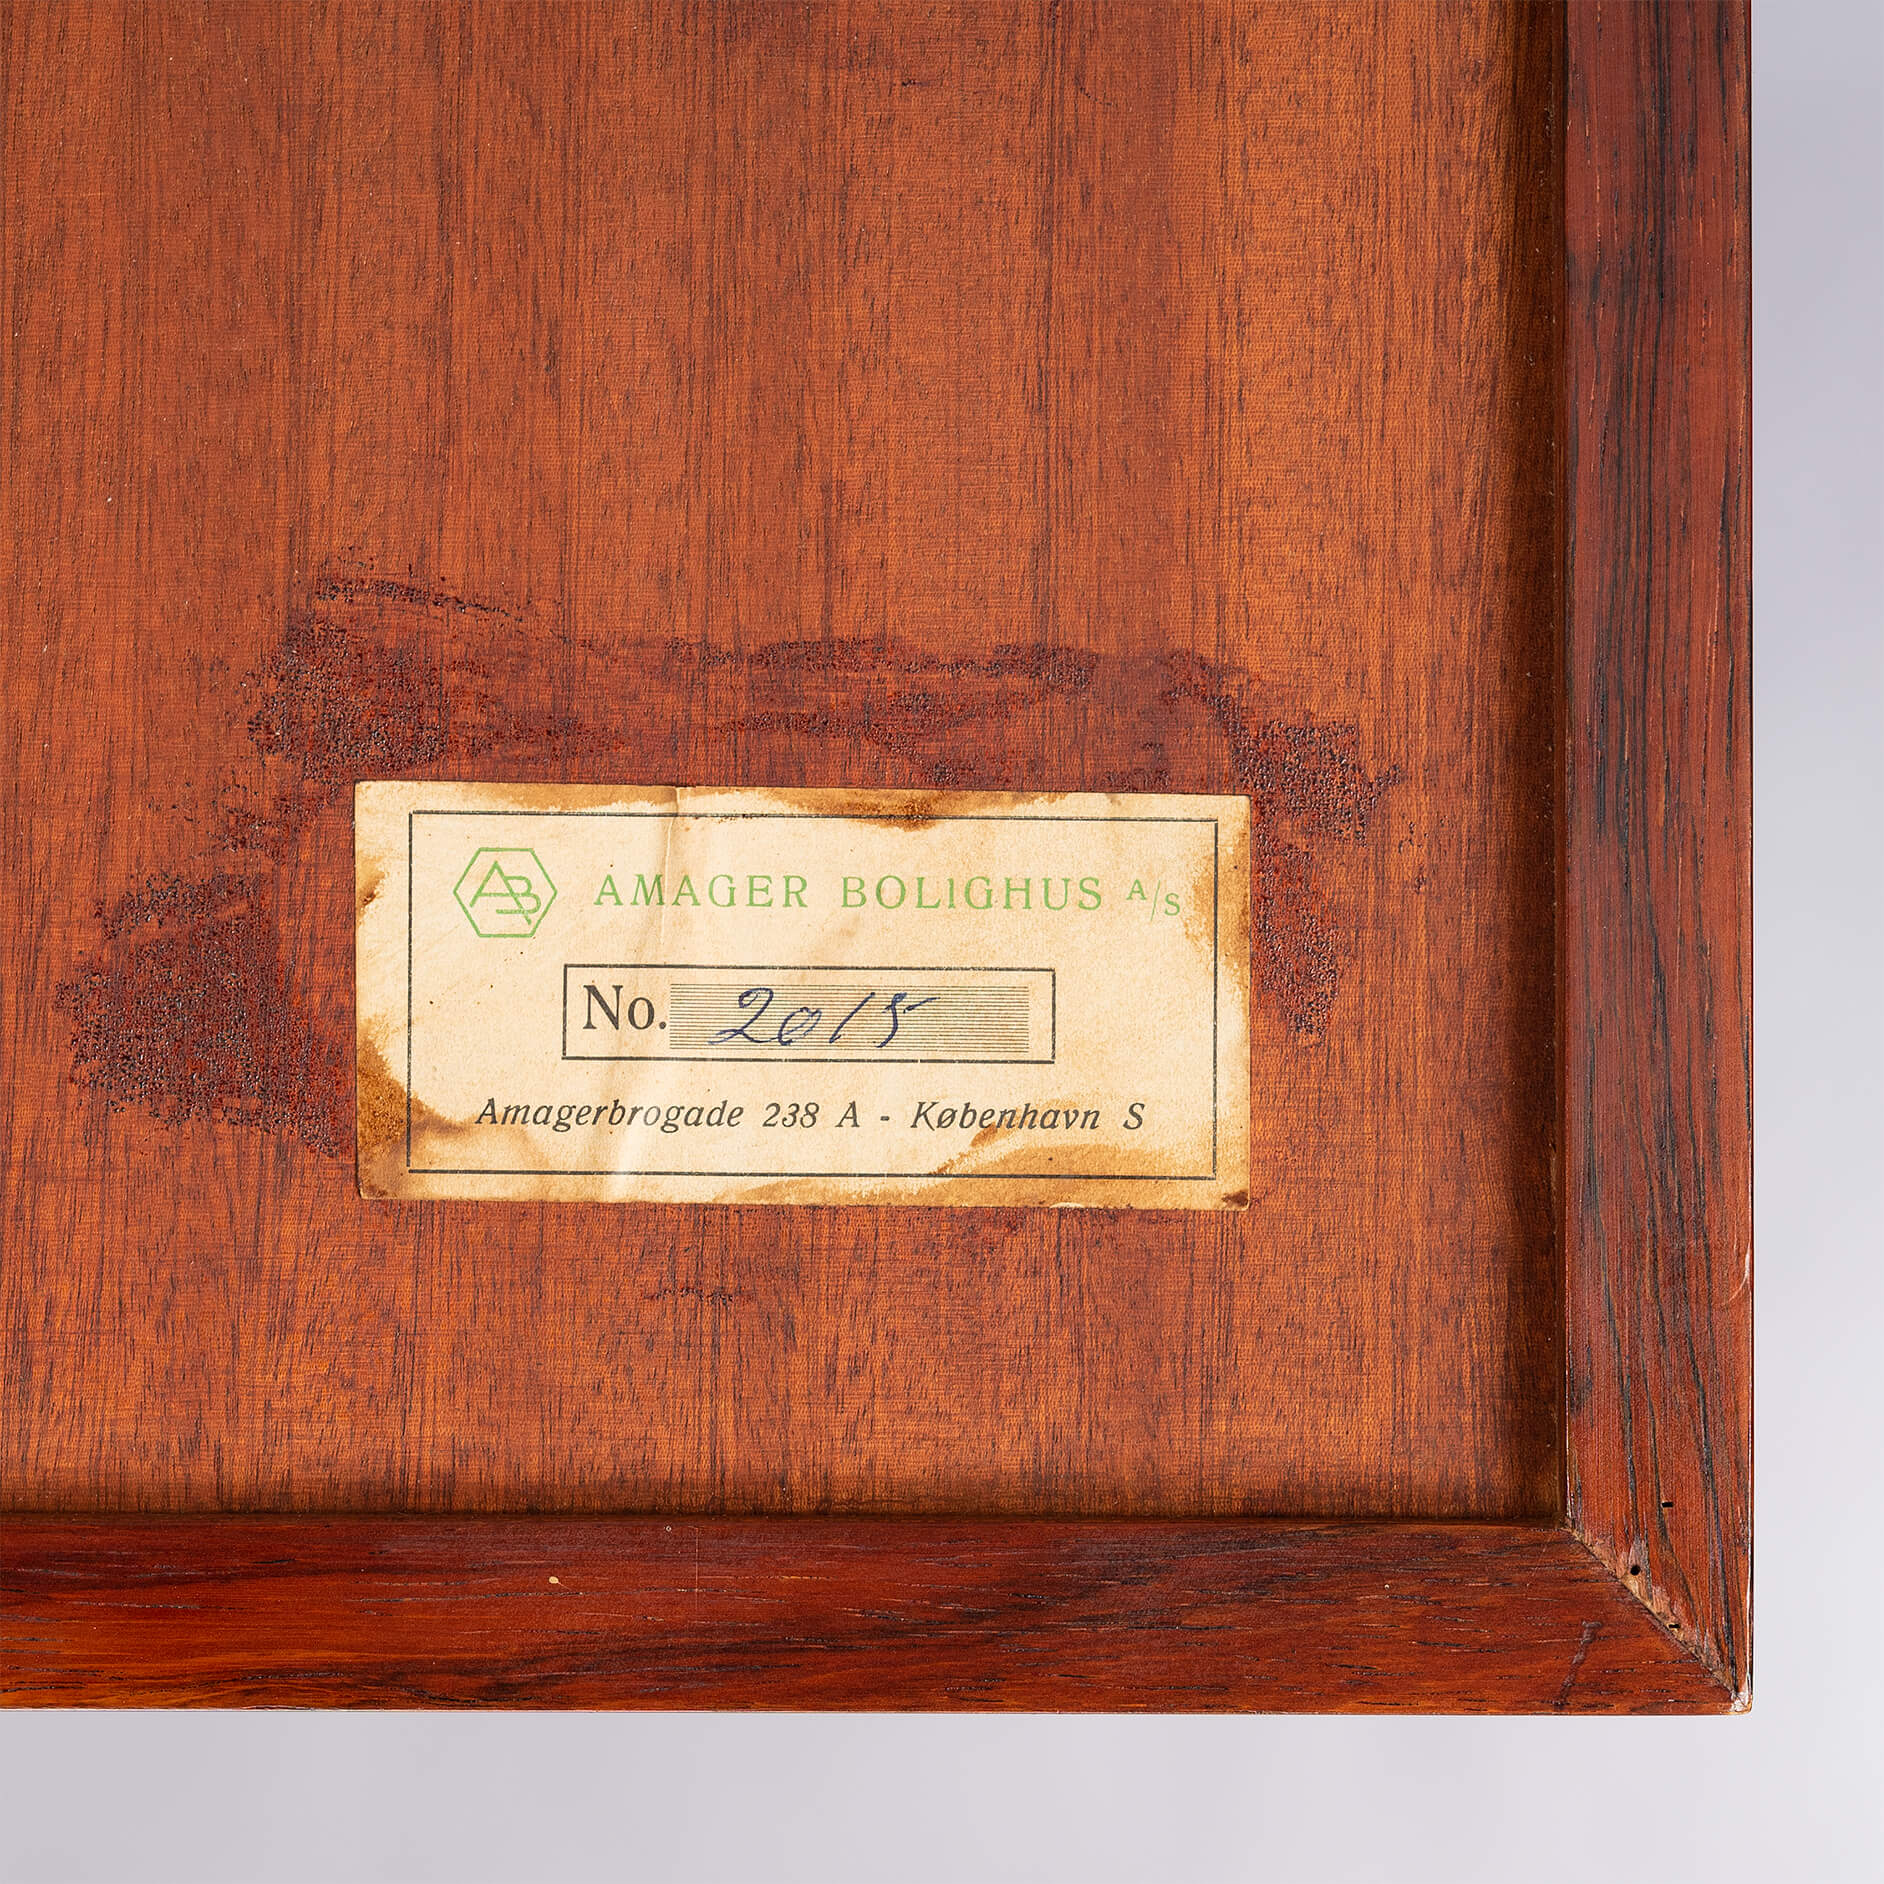 AB AMAGER BOLIGHUS A/S
No. 2015
Amagerbrogade 238 A - København S